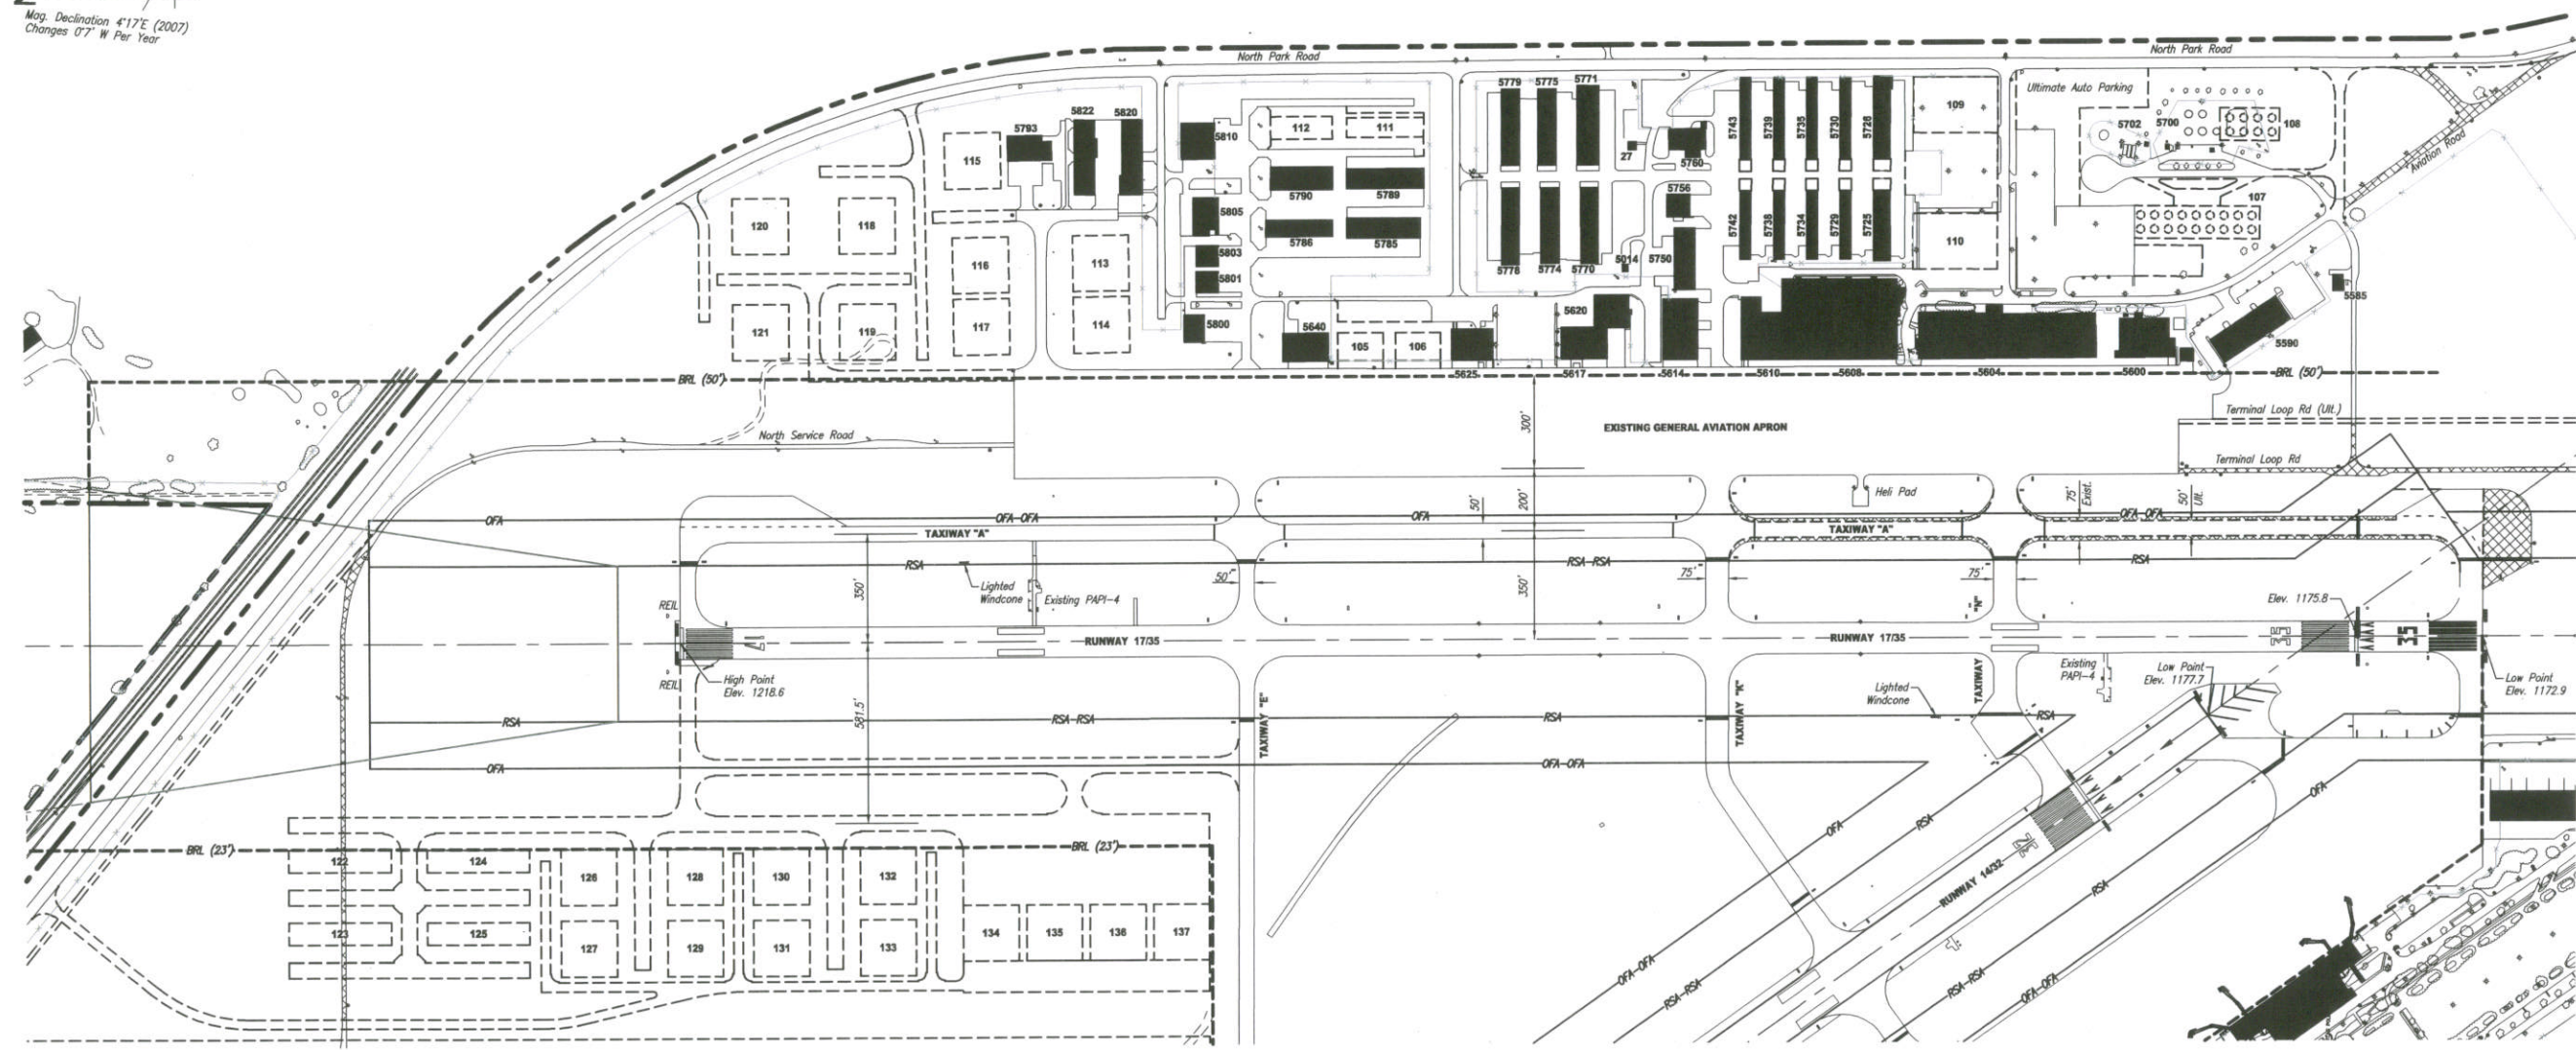 Mag. Declination 4°17'E (2007)
Changes 0°7' W Per Year
North Park Road
North Park Road
Ultimate Auto Parking
Aviation Road
5822
5820
5793
5810
112
111
5779
5775
5771
27
5760
5743
5739
5735
5730
5726
109
5702
5700
108
115
5790
5789
5756
107
120
118
5805
5786
5785
5742
5738
5734
5729
5725
110
116
113
5803
5801
5778
5774
5770
5014
5750
5585
121
119
117
114
5800
5640
105
106
5620
5590
BRL (50')
5625
5617
5614
5610
5608
5604
5600
BRL (50')
300'
EXISTING GENERAL AVIATION APRON
Terminal Loop Rd (Ult.)
North Service Road
Terminal Loop Rd
Heli Pad
50'
200'
75'
Exist.
50'
Ult.
OFA
OFA-OFA
OFA
OFA-OFA
TAXIWAY "A"
TAXIWAY "A"
RSA
RSA-RSA
RSA
50'
75'
75'
350'
350'
Lighted
Windcone
Existing PAPI-4
"N"
REIL
Elev. 1175.8
17
RUNWAY 17/35
RUNWAY 17/35
35
REIL
High Point
Elev. 1218.6
Existing
PAPI-4
Low Point
Elev. 1177.7
Low Point
Elev. 1172.9
Lighted
Windcone
TAXIWAY
TAXIWAY "E"
TAXIWAY "K"
581.5'
RSA
RSA-RSA
RSA
RSA
OFA
OFA-OFA
OFA
OFA
RSA
RUNWAY 14/32
RSA
BRL (23')
BRL (23')
122
124
126
128
130
132
123
125
127
129
131
133
134
135
136
137
OFA-OFA
RSA-RSA
RSA-RSA
OFA-OFA